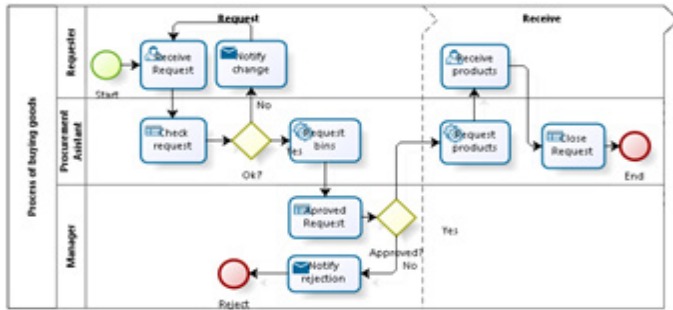 Request
Receive
Process of buying goods
Requester
Start
Receive
Request
Notify
change
Receive
products
Procurement
Asistant
Check
request
No
Ok?
Yes
Request
bins
Request
products
Close
Request
End
Manager
Aproved
Request
Approved?
Yes
No
Notify
rejection
Reject